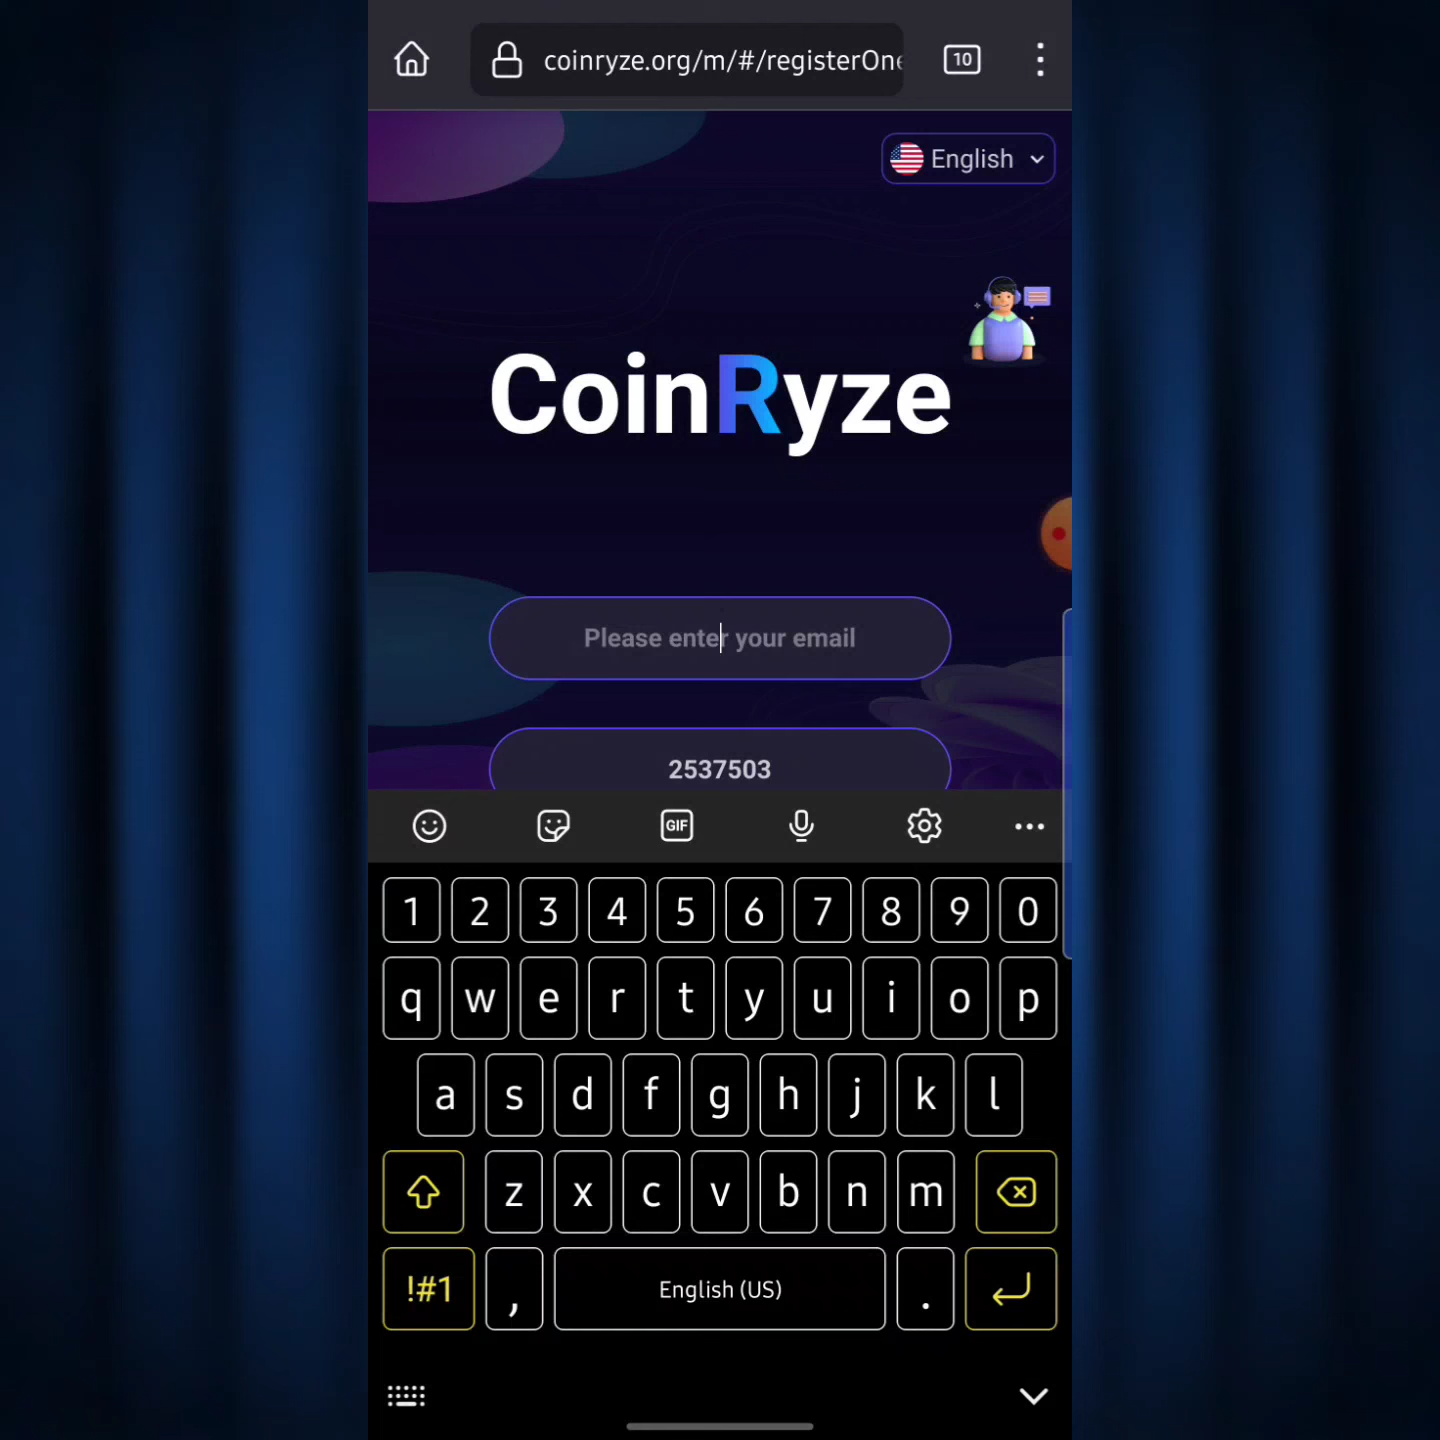 coinryze.org/m/#/registerOne
10
English
CoinRyze
Please enter your email
2537503
GIF
1 2 3 4 5 6 7 8 9 0
q w e r t y u i o p
a s d f g h j k l
z x c v b n m
!#1 , English (US) .